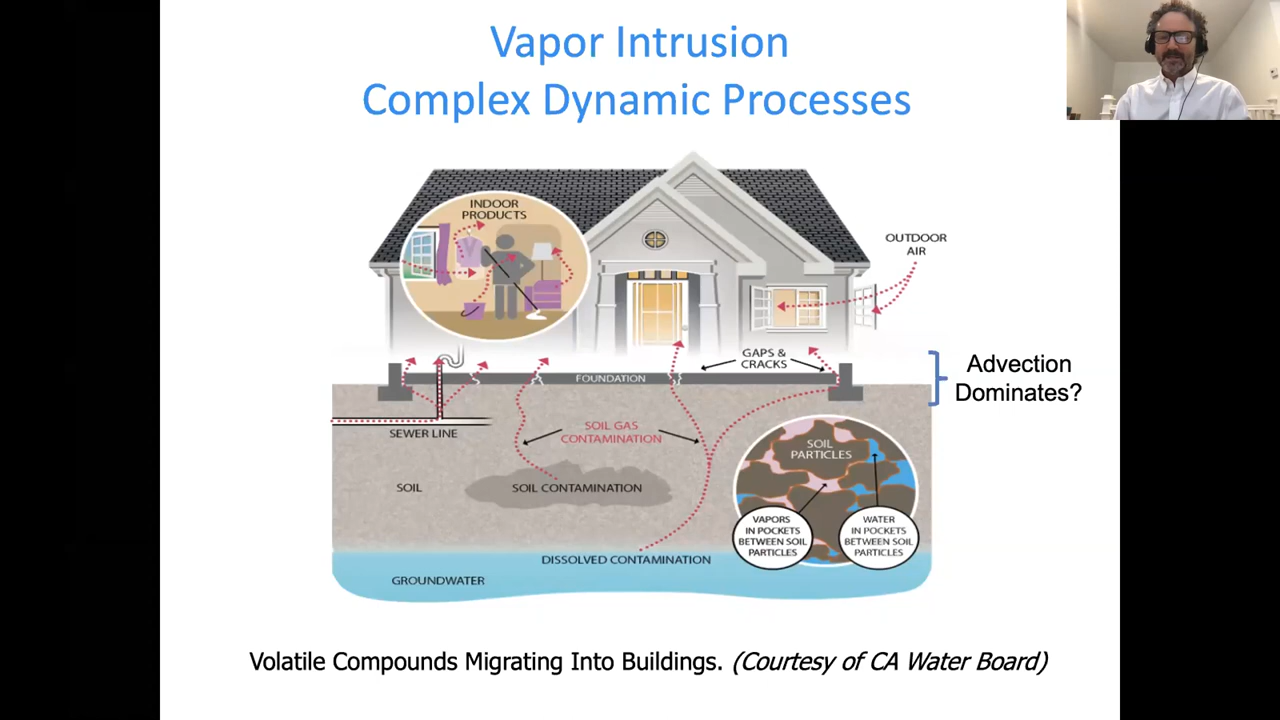 Vapor Intrusion
Complex Dynamic Processes
INDOOR
PRODUCTS
OUTDOOR
AIR
GAPS &
CRACKS
FOUNDATION
Advection
Dominates?
SEWER LINE
SOIL GAS
CONTAMINATION
SOIL
PARTICLES
SOIL
SOIL CONTAMINATION
VAPORS
IN POCKETS
BETWEEN SOIL
PARTICLES
WATER
IN POCKETS
BETWEEN SOIL
PARTICLES
DISSOLVED CONTAMINATION
GROUNDWATER
Volatile Compounds Migrating Into Buildings. (Courtesy of CA Water Board)